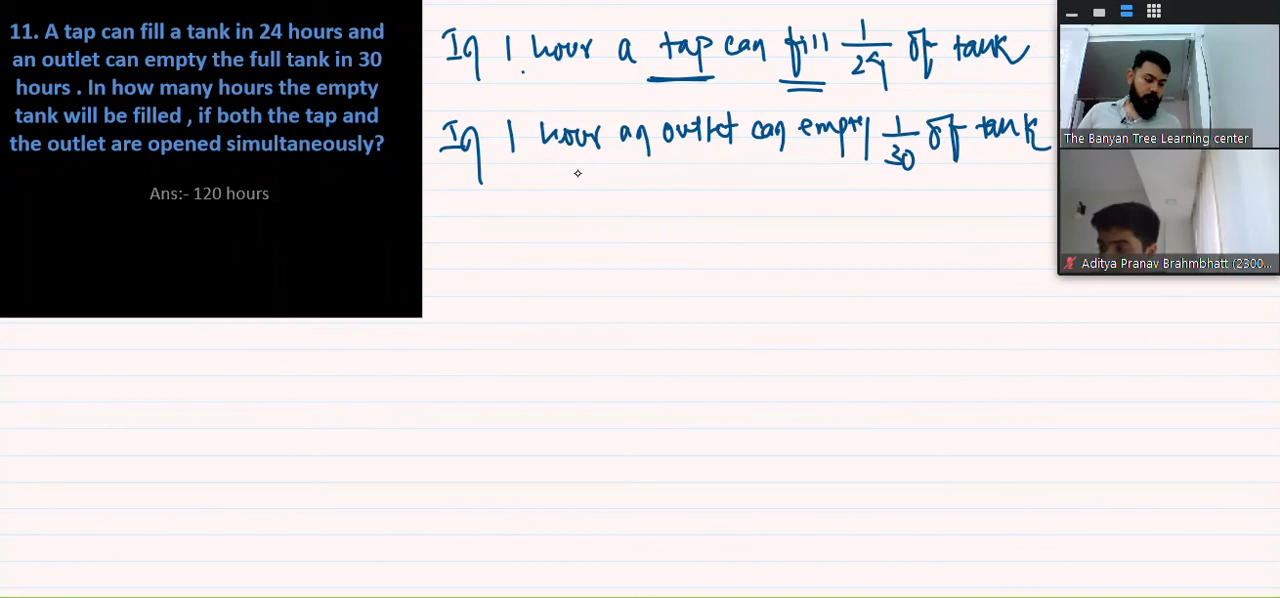 11. A tap can fill a tank in 24 hours and
an outlet can empty the full tank in 30
hours . In how many hours the empty
tank will be filled , if both the tap and
the outlet are opened simultaneously?
Ans:- 120 hours
In 1 hour a tap can fill 1/24 of tank
In 1 hour an outlet can empty 1/30 of tank
The Banyan Tree Learning center
Aditya Pranav Brahmbhatt (2300...